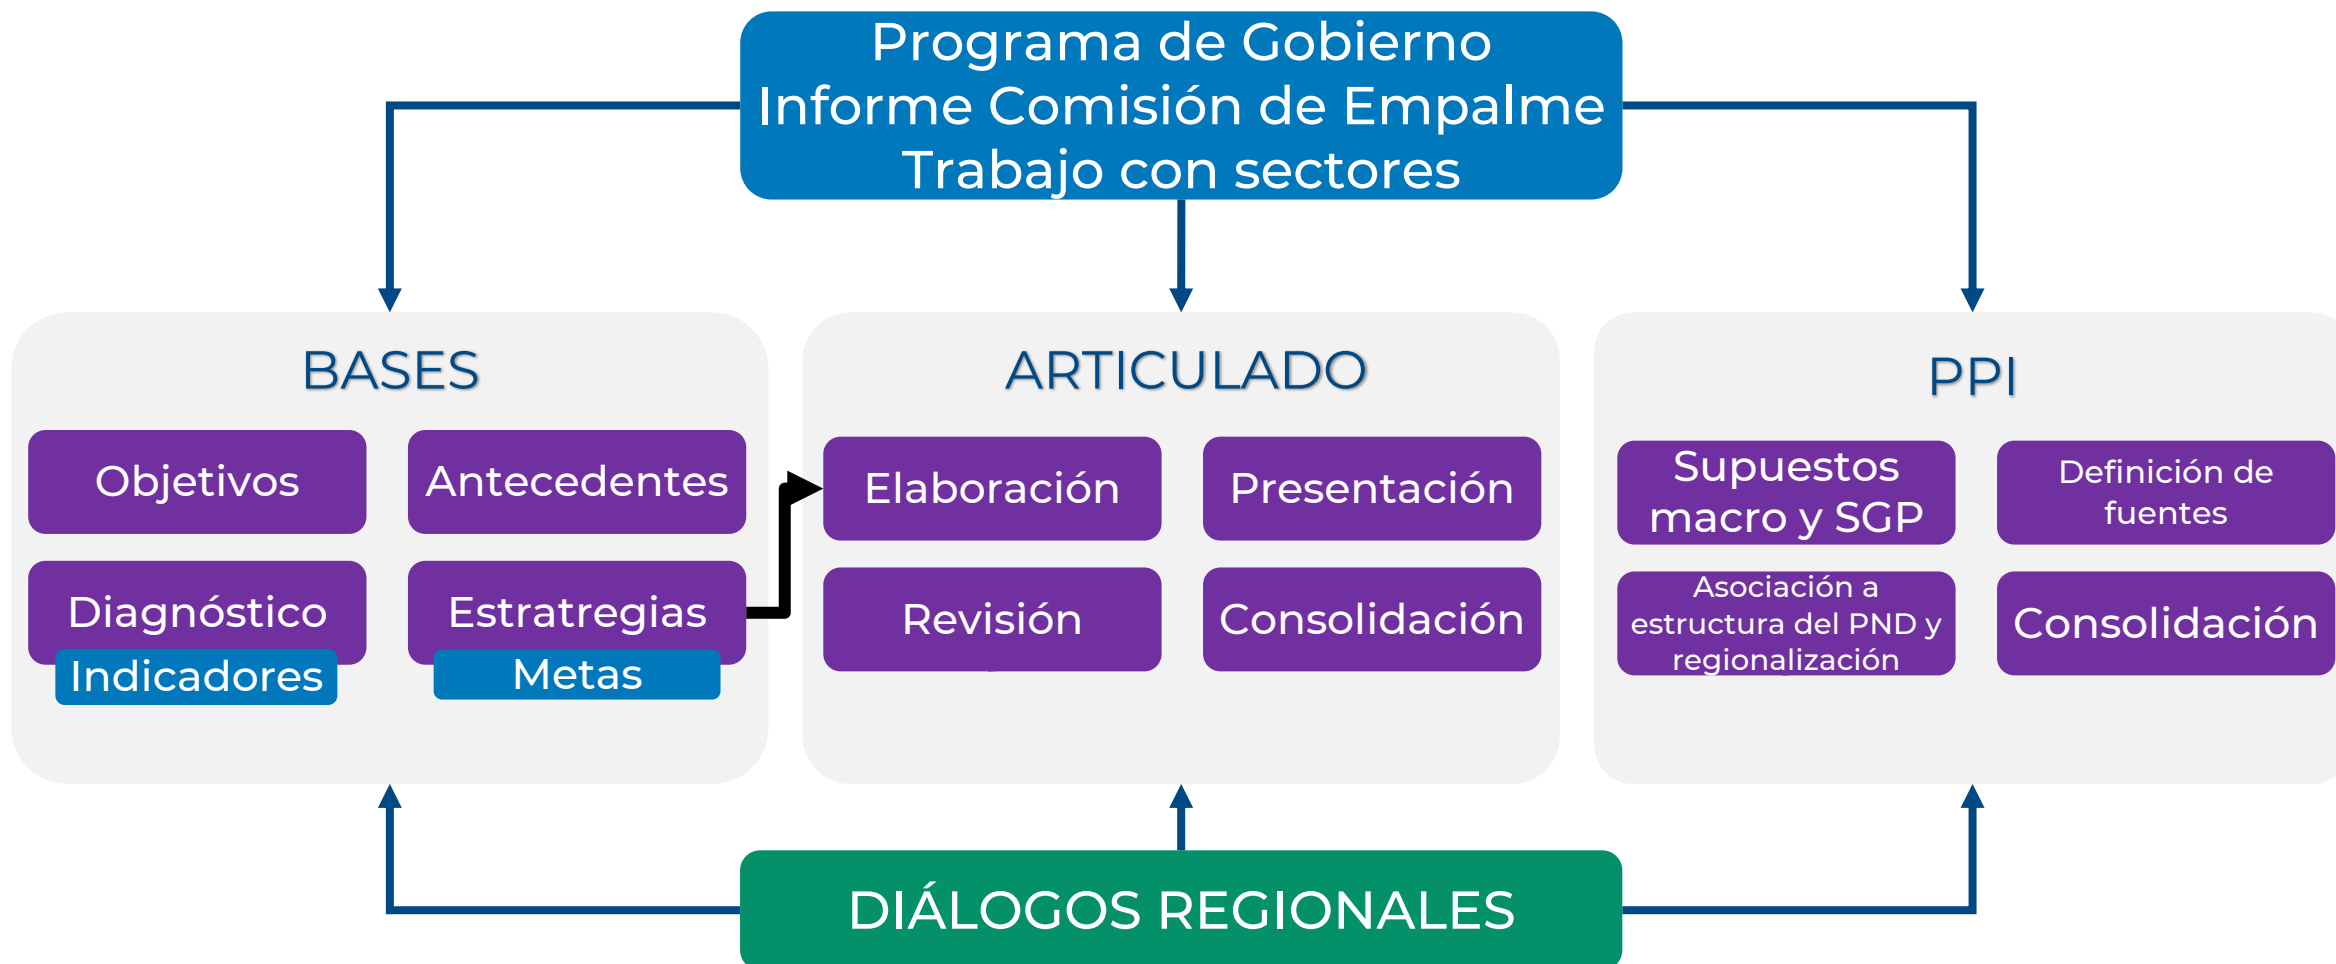 Programa de Gobierno
Informe Comisión de Empalme
Trabajo con sectores
BASES
Objetivos
Antecedentes
Diagnóstico
Estratregias
Indicadores
Metas
ARTICULADO
Elaboración
Presentación
Revisión
Consolidación
PPI
Supuestos
macro y SGP
Definición de
fuentes
Asociación a
estructura del PND y
regionalización
Consolidación
DIÁLOGOS REGIONALES